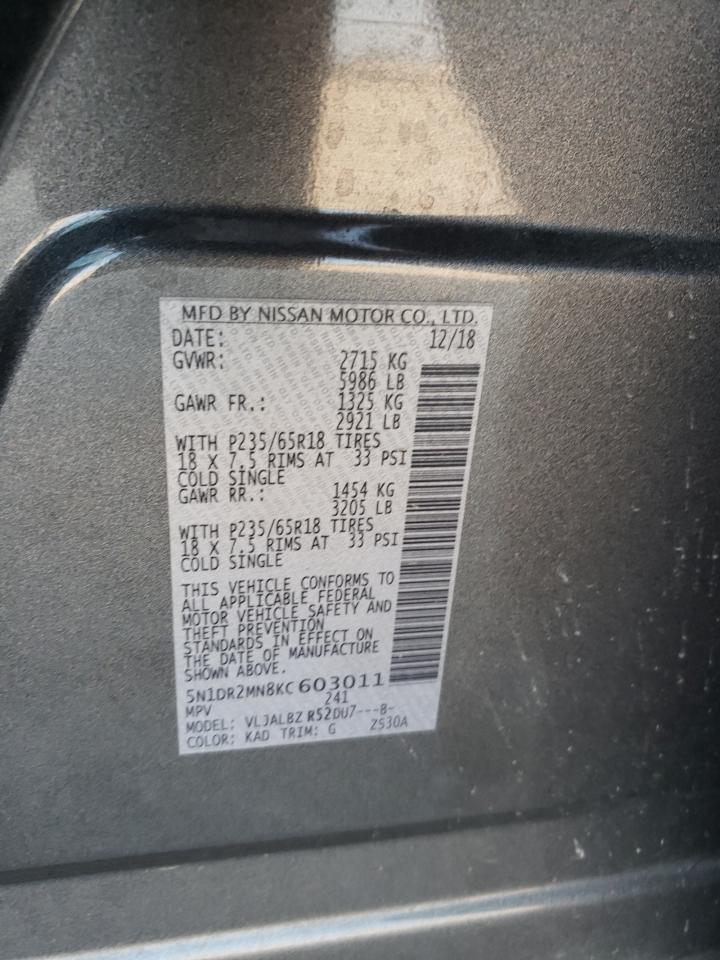 MFD BY NISSAN MOTOR CO., LTD.
DATE: 12/18
GVWR: 2715 KG
5986 LB
GAWR FR.: 1325 KG
2921 LB
WITH P235/65R18 TIRES
18 X 7.5 RIMS AT 33 PSI
COLD SINGLE
GAWR RR.: 1454 KG
3205 LB
WITH P235/65R18 TIRES
18 X 7.5 RIMS AT 33 PSI
COLD SINGLE
THIS VEHICLE CONFORMS TO
ALL APPLICABLE FEDERAL
MOTOR VEHICLE SAFETY AND
THEFT PREVENTION
STANDARDS IN EFFECT ON
THE DATE OF MANUFACTURE
SHOWN ABOVE.
5N1DR2MN8KC603011
MPV 241
MODEL: VLJALBZ R52DU7---B-
COLOR: KAD TRIM: G ZS30A